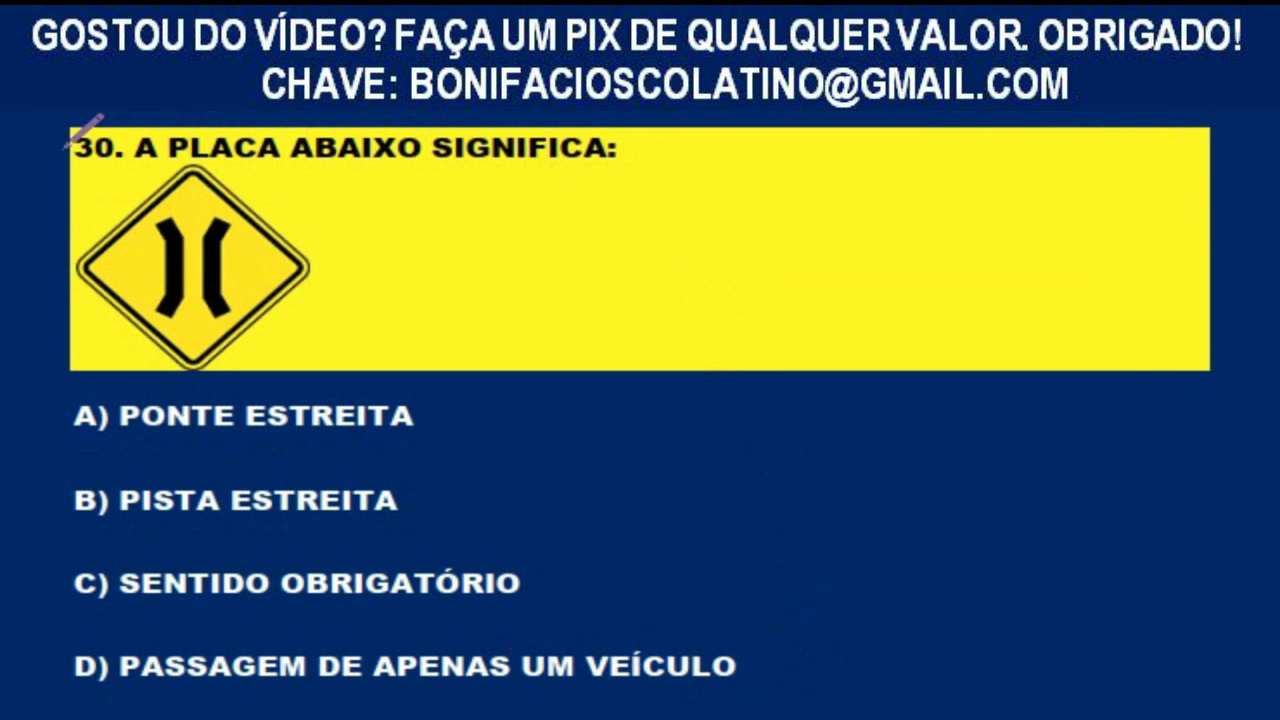 GOSTOU DO VÍDEO? FAÇA UM PIX DE QUALQUER VALOR. OBRIGADO!
CHAVE: BONIFACIOSCOLATINO@GMAIL.COM
30. A PLACA ABAIXO SIGNIFICA:
A) PONTE ESTREITA
B) PISTA ESTREITA
C) SENTIDO OBRIGATÓRIO
D) PASSAGEM DE APENAS UM VEÍCULO